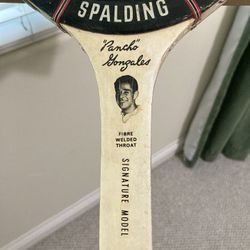 SPALDING
"Pancho"
Gonzales
FIBRE
WELDED
THROAT
SIGNATURE MODEL